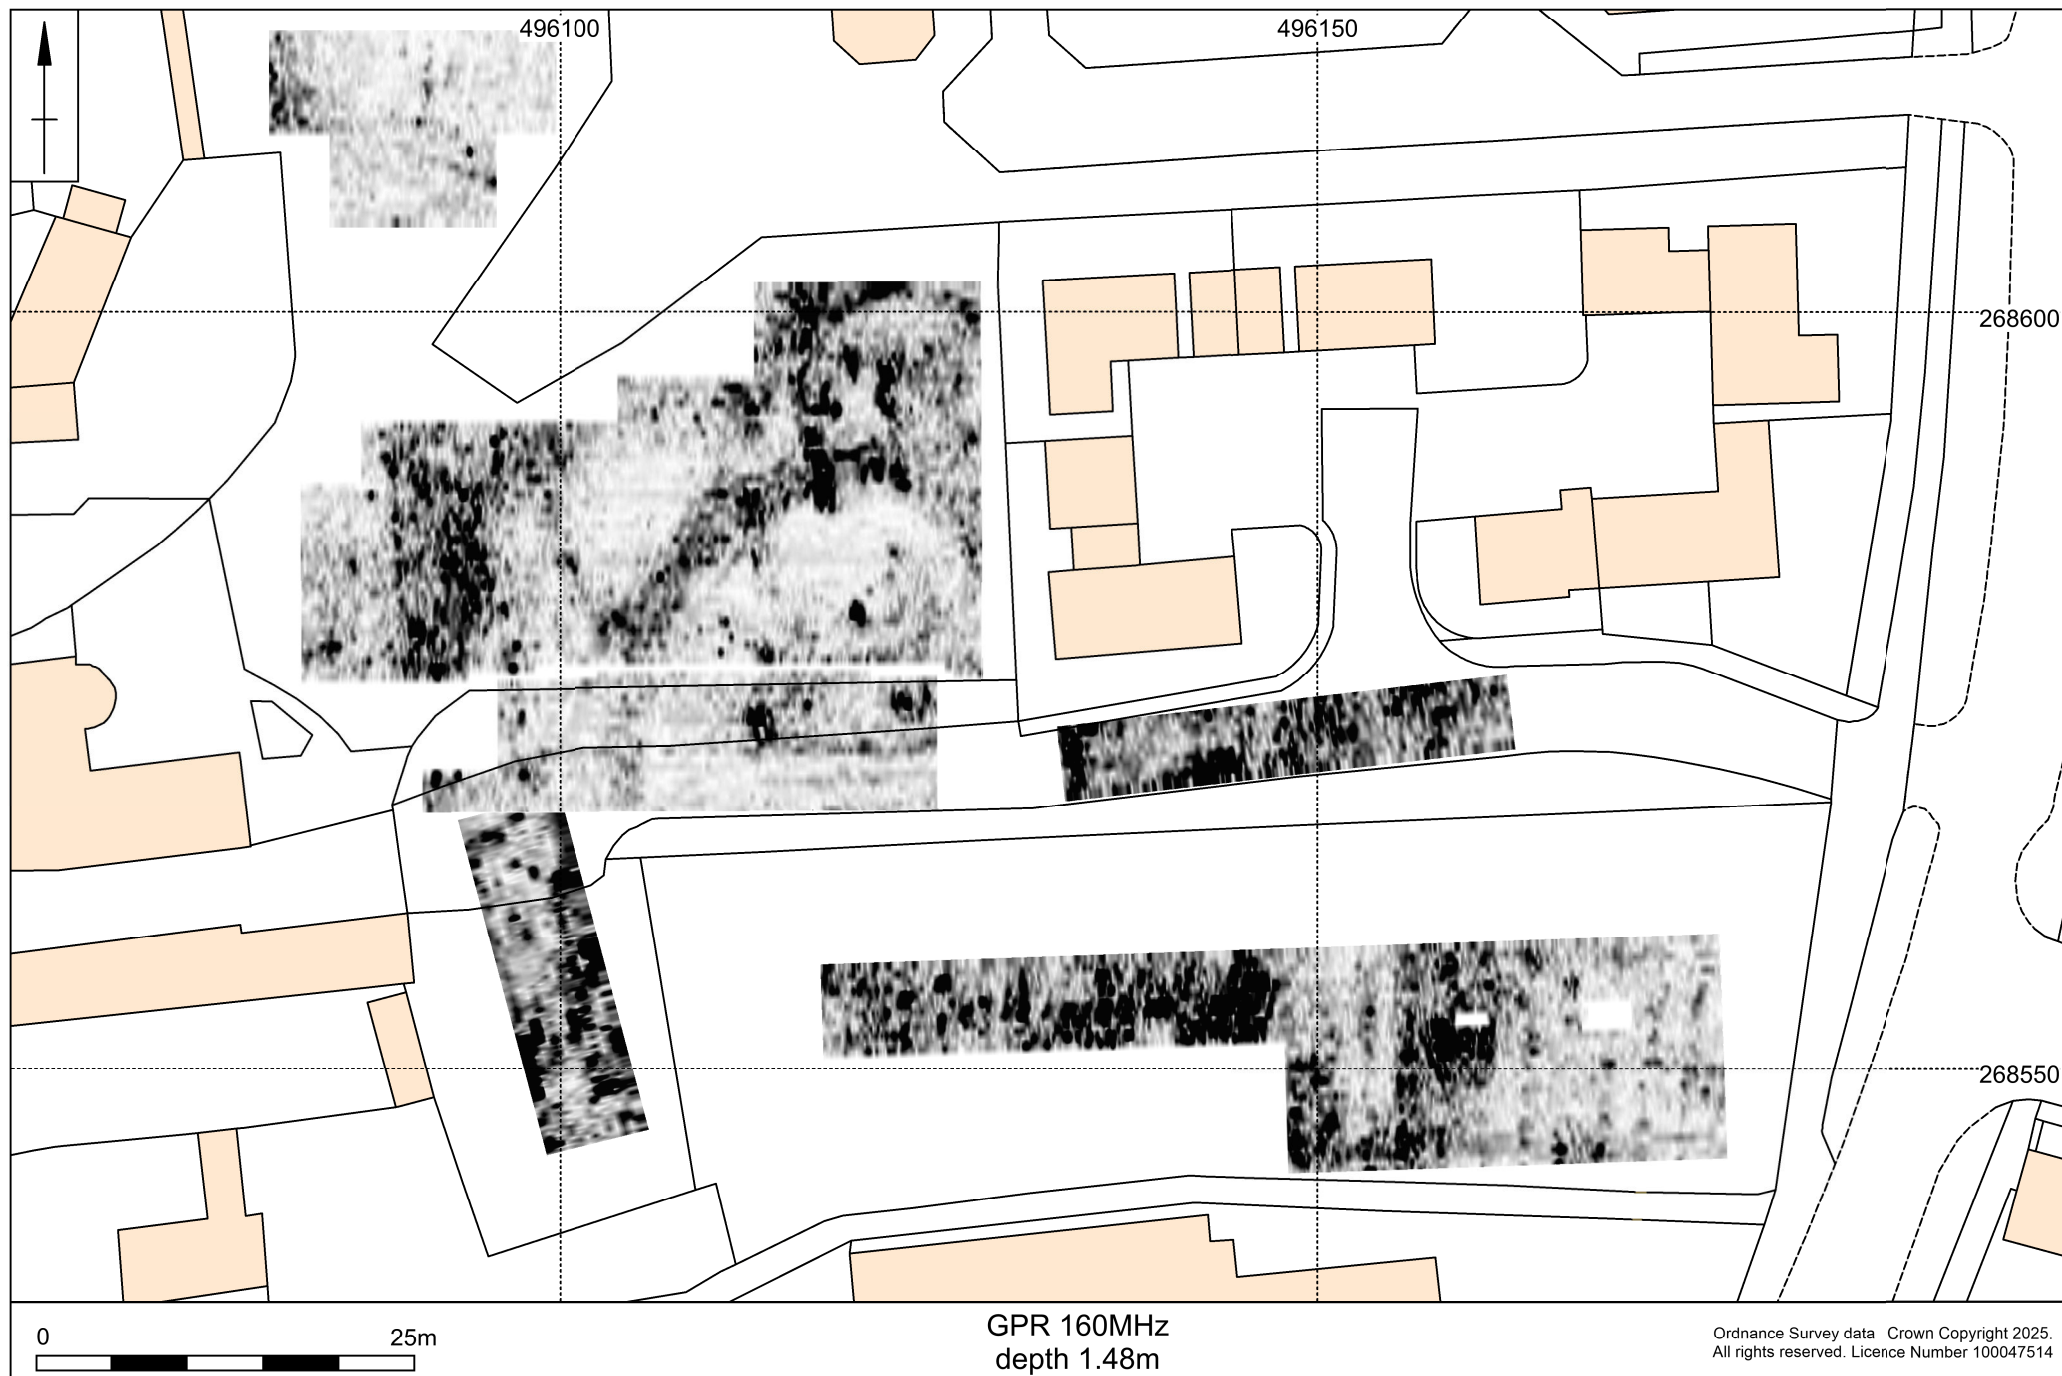 496100
496150
268600
268550
0
25m
GPR 160MHz
depth 1.48m
Ordnance Survey data Crown Copyright 2025.
All rights reserved. Licence Number 100047514